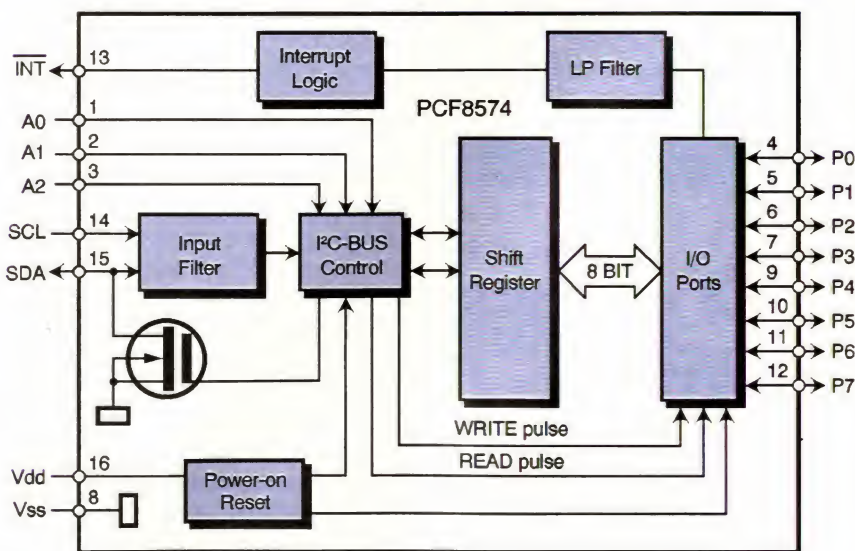 INT
13
Interrupt
Logic
LP Filter
PCF8574
A0
1
A1
2
A2
3
SCL
14
SDA
15
Input
Filter
I²C-BUS
Control
Shift
Register
8 BIT
I/O
Ports
4
P0
5
P1
6
P2
7
P3
9
P4
10
P5
11
P6
12
P7
WRITE pulse
READ pulse
Vdd
16
Vss
8
Power-on
Reset